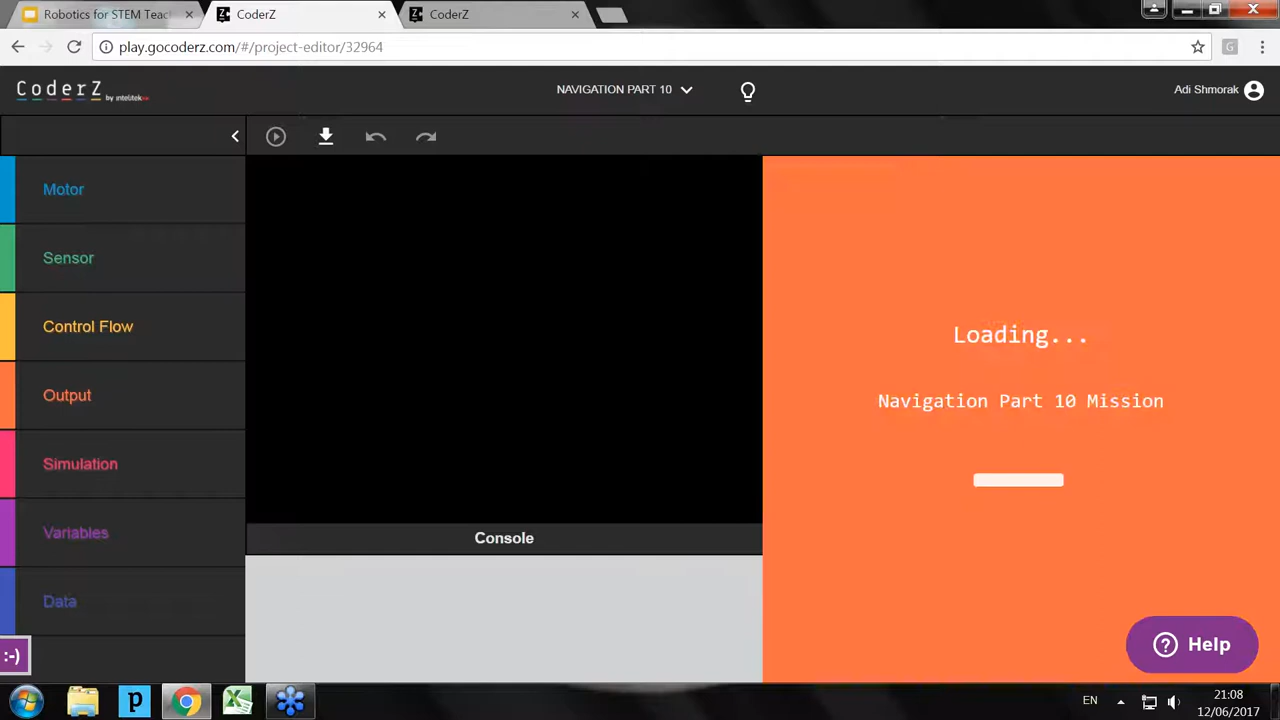 Robotics for STEM Teac
CoderZ
CoderZ
play.gocoderz.com/#/project-editor/32964
G
CoderZ by intelitek
NAVIGATION PART 10
Adi Shmorak
Motor
Sensor
Control Flow
Output
Simulation
Variables
Data
:-)
Console
Loading...
Navigation Part 10 Mission
? Help
p
EN
21:08
12/06/2017